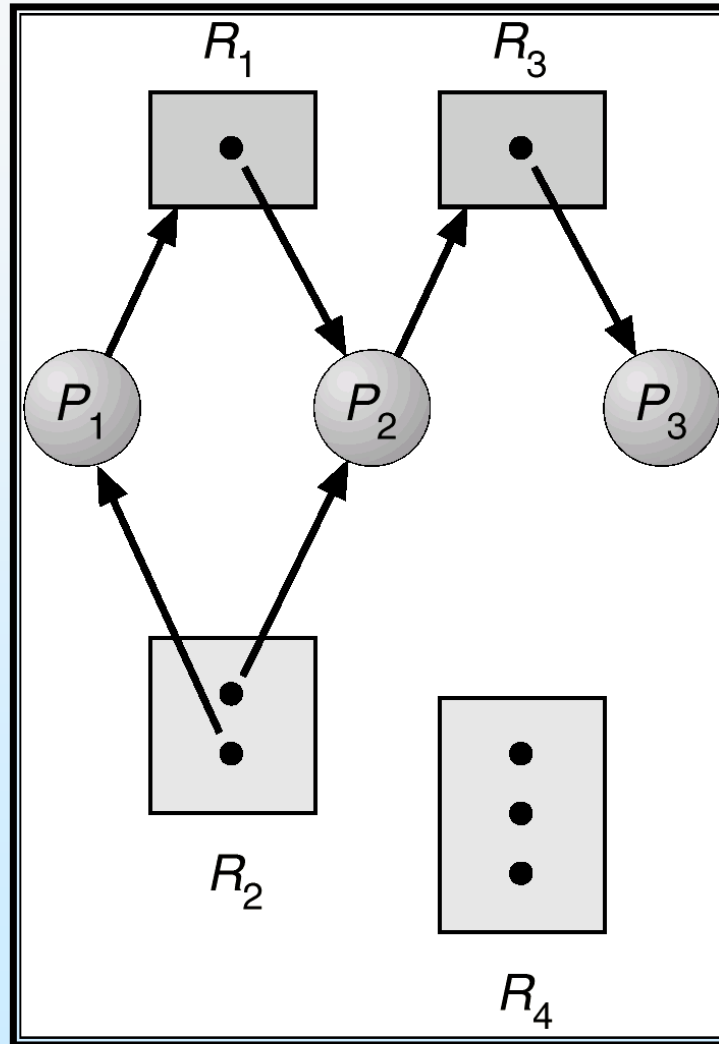 R₁ R₃
P₁ P₂ P₃
R₂
R₄